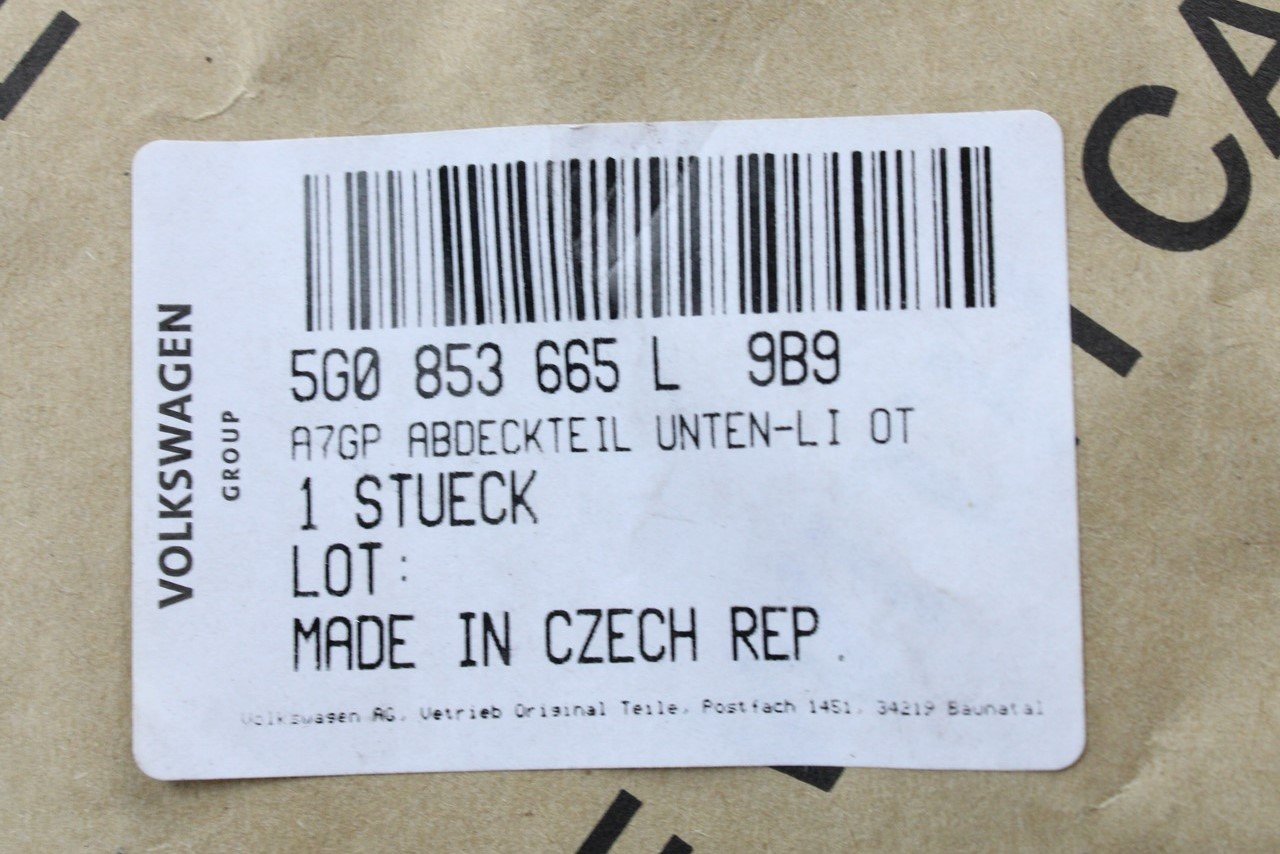 VOLKSWAGEN
GROUP
5G0 853 665 L 9B9
A7GP ABDECKTEIL UNTEN-LI OT
1 STUECK
LOT:
MADE IN CZECH REP.
Volkswagen AG, Vetrieb Original Teile, Postfach 1451, 34219 Baunatal
CA